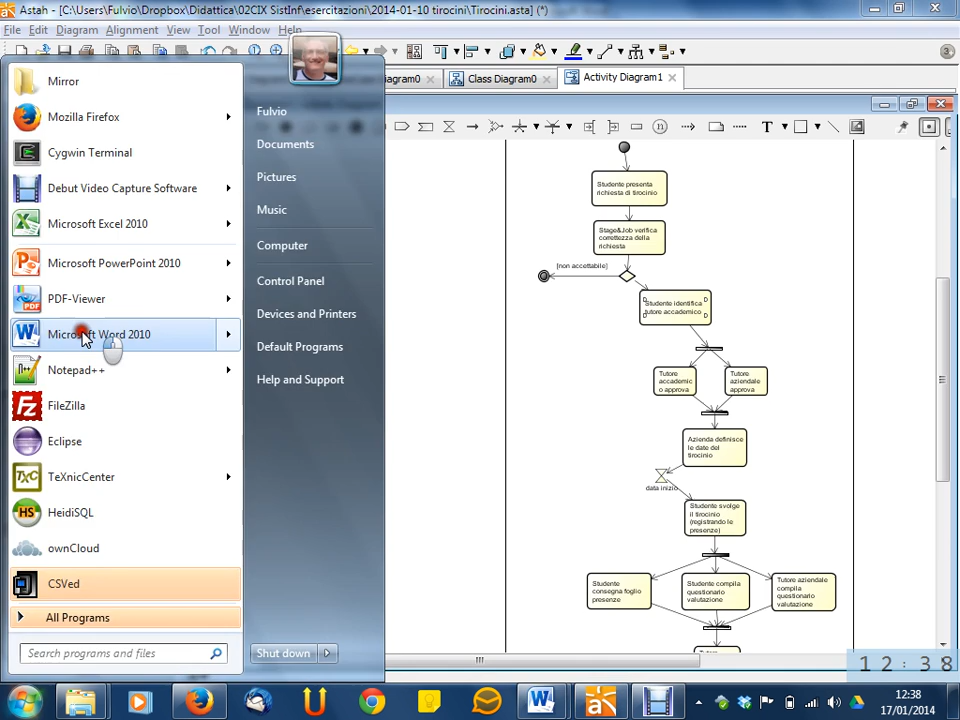 Astah - [C:\Users\Fulvio\Dropbox\Didattica\02CIX SistInf\esercitazioni\2014-01-10 tirocini\Tirocini.asta] (*)
File Edit Diagram Alignment View Tool Window Help
Diagram0
Class Diagram0
Activity Diagram1
Mirror
Mozilla Firefox
Cygwin Terminal
Debut Video Capture Software
Microsoft Excel 2010
Microsoft PowerPoint 2010
PDF-Viewer
Microsoft Word 2010
Notepad++
FileZilla
Eclipse
TeXnicCenter
HeidiSQL
ownCloud
CSVed
All Programs
Search programs and files
Fulvio
Documents
Pictures
Music
Computer
Control Panel
Devices and Printers
Default Programs
Help and Support
Shut down
Studente presenta
richiesta di tirocinio
Stage&Job verifica
correttezza della
richiesta
[non accettabile]
Studente identifica
tutore accademico
Tutore
accademic
o approva
Tutore
aziendale
approva
Azienda definisce
le date del
tirocinio
data inizio
Studente svolge
il tirocinio
(registrando le
presenze)
Studente
consegna foglio
presenze
Studente compila
questionario
valutazione
Tutore aziendale
compila
questionario
valutazione
12:38
12:38
17/01/2014